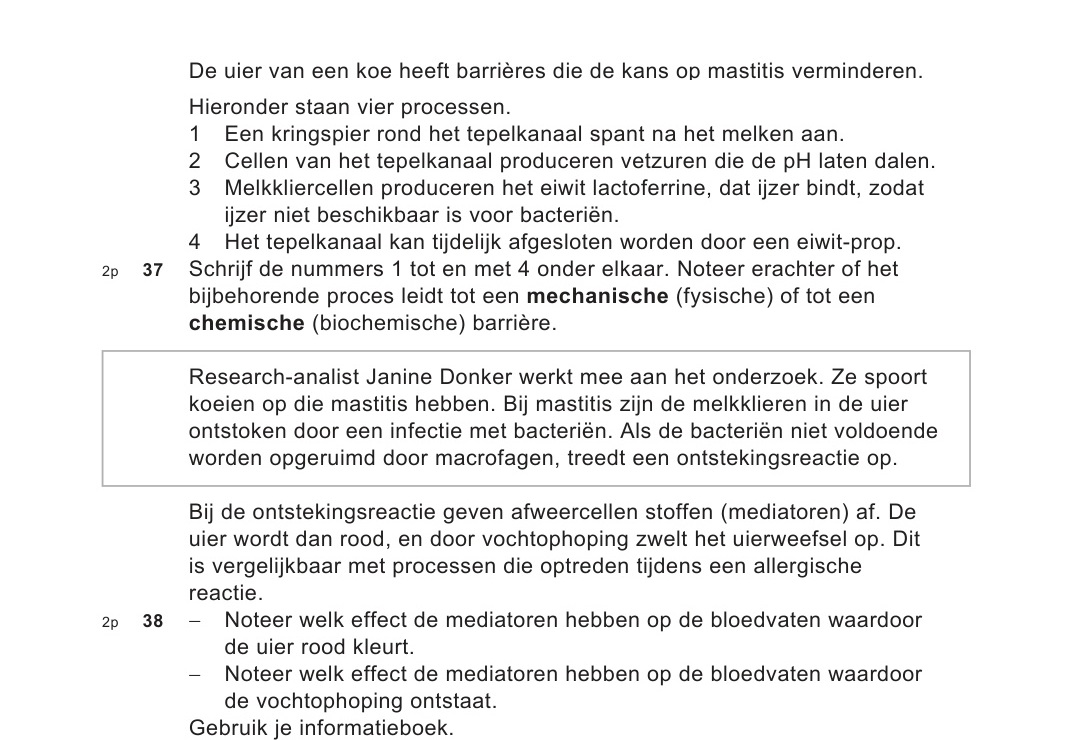 De uier van een koe heeft barrières die de kans op mastitis verminderen.
Hieronder staan vier processen.
1 Een kringspier rond het tepelkanaal spant na het melken aan.
2 Cellen van het tepelkanaal produceren vetzuren die de pH laten dalen.
3 Melkkliercellen produceren het eiwit lactoferrine, dat ijzer bindt, zodat
ijzer niet beschikbaar is voor bacteriën.
4 Het tepelkanaal kan tijdelijk afgesloten worden door een eiwit-prop.
2p 37 Schrijf de nummers 1 tot en met 4 onder elkaar. Noteer erachter of het
bijbehorende proces leidt tot een mechanische (fysische) of tot een
chemische (biochemische) barrière.
Research-analist Janine Donker werkt mee aan het onderzoek. Ze spoort
koeien op die mastitis hebben. Bij mastitis zijn de melkklieren in de uier
ontstoken door een infectie met bacteriën. Als de bacteriën niet voldoende
worden opgeruimd door macrofagen, treedt een ontstekingsreactie op.
Bij de ontstekingsreactie geven afweercellen stoffen (mediatoren) af. De
uier wordt dan rood, en door vochtophoping zwelt het uierweefsel op. Dit
is vergelijkbaar met processen die optreden tijdens een allergische
reactie.
2p 38 – Noteer welk effect de mediatoren hebben op de bloedvaten waardoor
de uier rood kleurt.
– Noteer welk effect de mediatoren hebben op de bloedvaten waardoor
de vochtophoping ontstaat.
Gebruik je informatieboek.